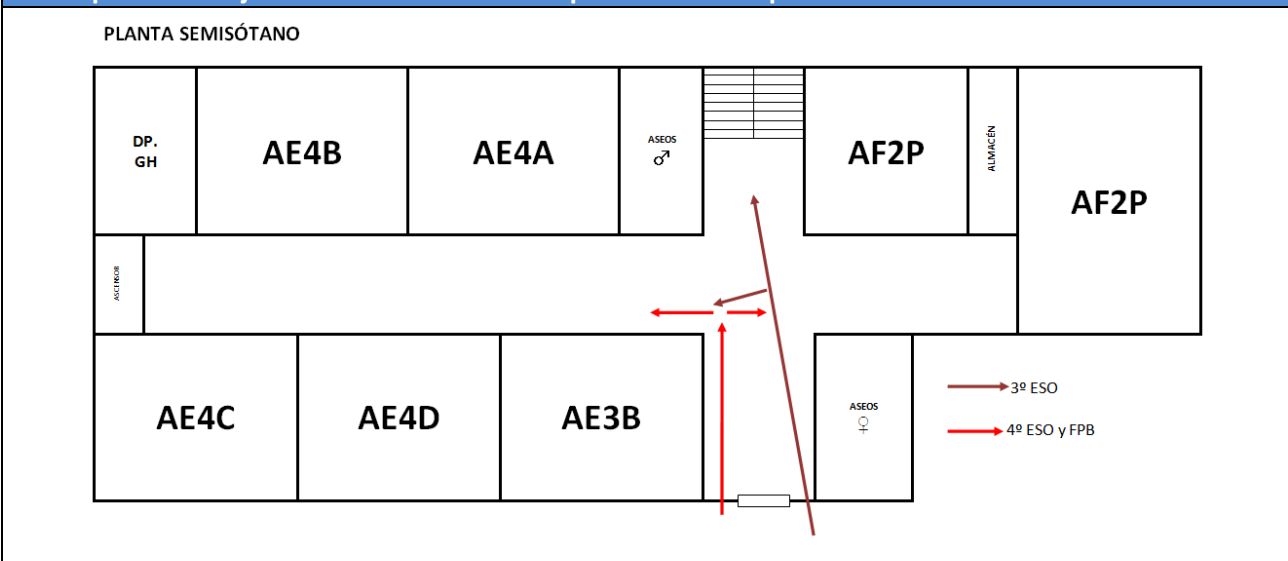 PLANTA SEMISÓTANO
DP.
GH
AE4B
AE4A
ASEOS
♂
AF2P
ALMACÉN
AF2P
ASCENSOR
AE4C
AE4D
AE3B
ASEOS
♀
3º ESO
4º ESO y FPB